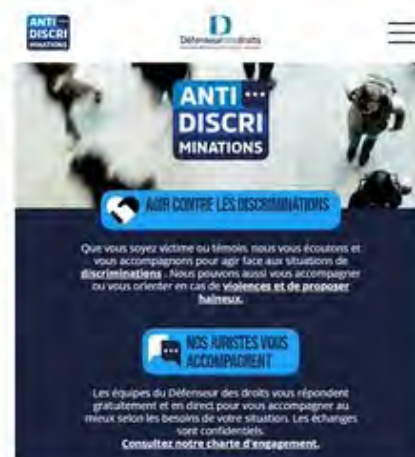 ANTI
DISCRI
MINATIONS
Défenseur des droits
ANTI
DISCRI
MINATIONS
AGIR CONTRE LES DISCRIMINATIONS
Que vous soyez victime ou témoin, nous vous écoutons et
vous accompagnons pour agir face aux situations de
discriminations . Nous pouvons aussi vous accompagner
ou vous orienter en cas de violences et de proposer
haineux.
NOS JURISTES VOUS
ACCOMPAGNENT
Les équipes du Défenseur des droits vous répondent
gratuitement et en direct pour vous accompagner au
mieux selon les besoins de votre situation. Les échanges
sont confidentiels.
Consultez notre charte d'engagement.